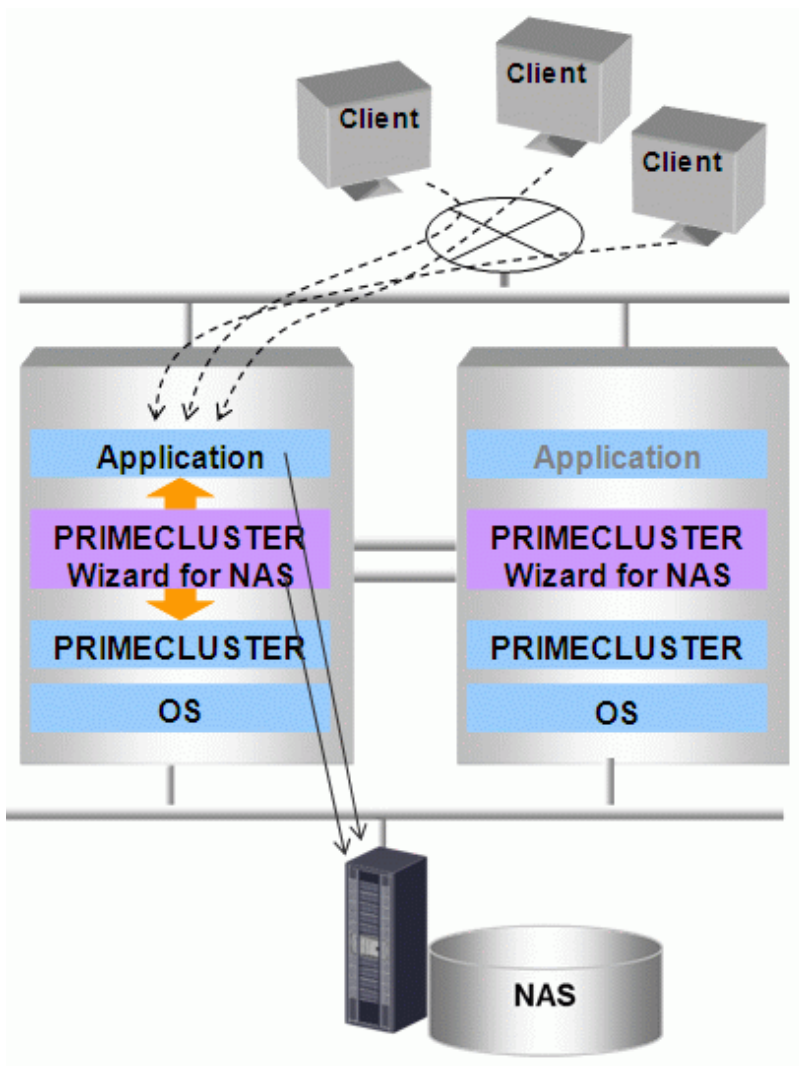 Client
Client
Client
Application
PRIMECLUSTER
Wizard for NAS
PRIMECLUSTER
OS
Application
PRIMECLUSTER
Wizard for NAS
PRIMECLUSTER
OS
NAS